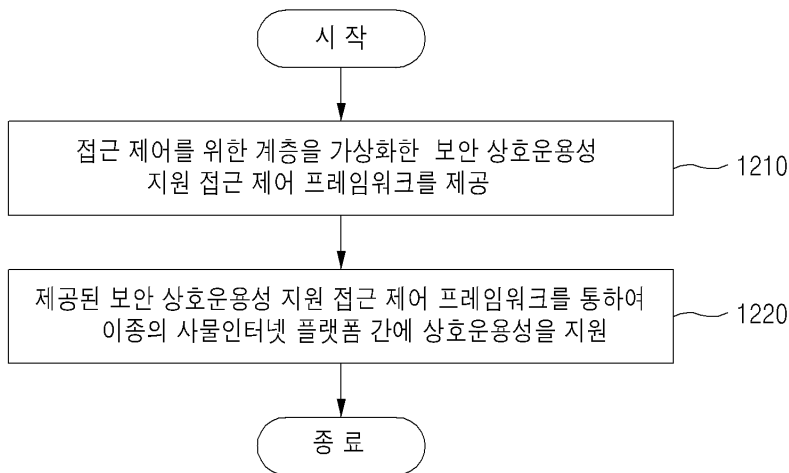 시 작
접근 제어를 위한 계층을 가상화한 보안 상호운용성
지원 접근 제어 프레임워크를 제공
1210
제공된 보안 상호운용성 지원 접근 제어 프레임워크를 통하여
이종의 사물인터넷 플랫폼 간에 상호운용성을 지원
1220
종 료